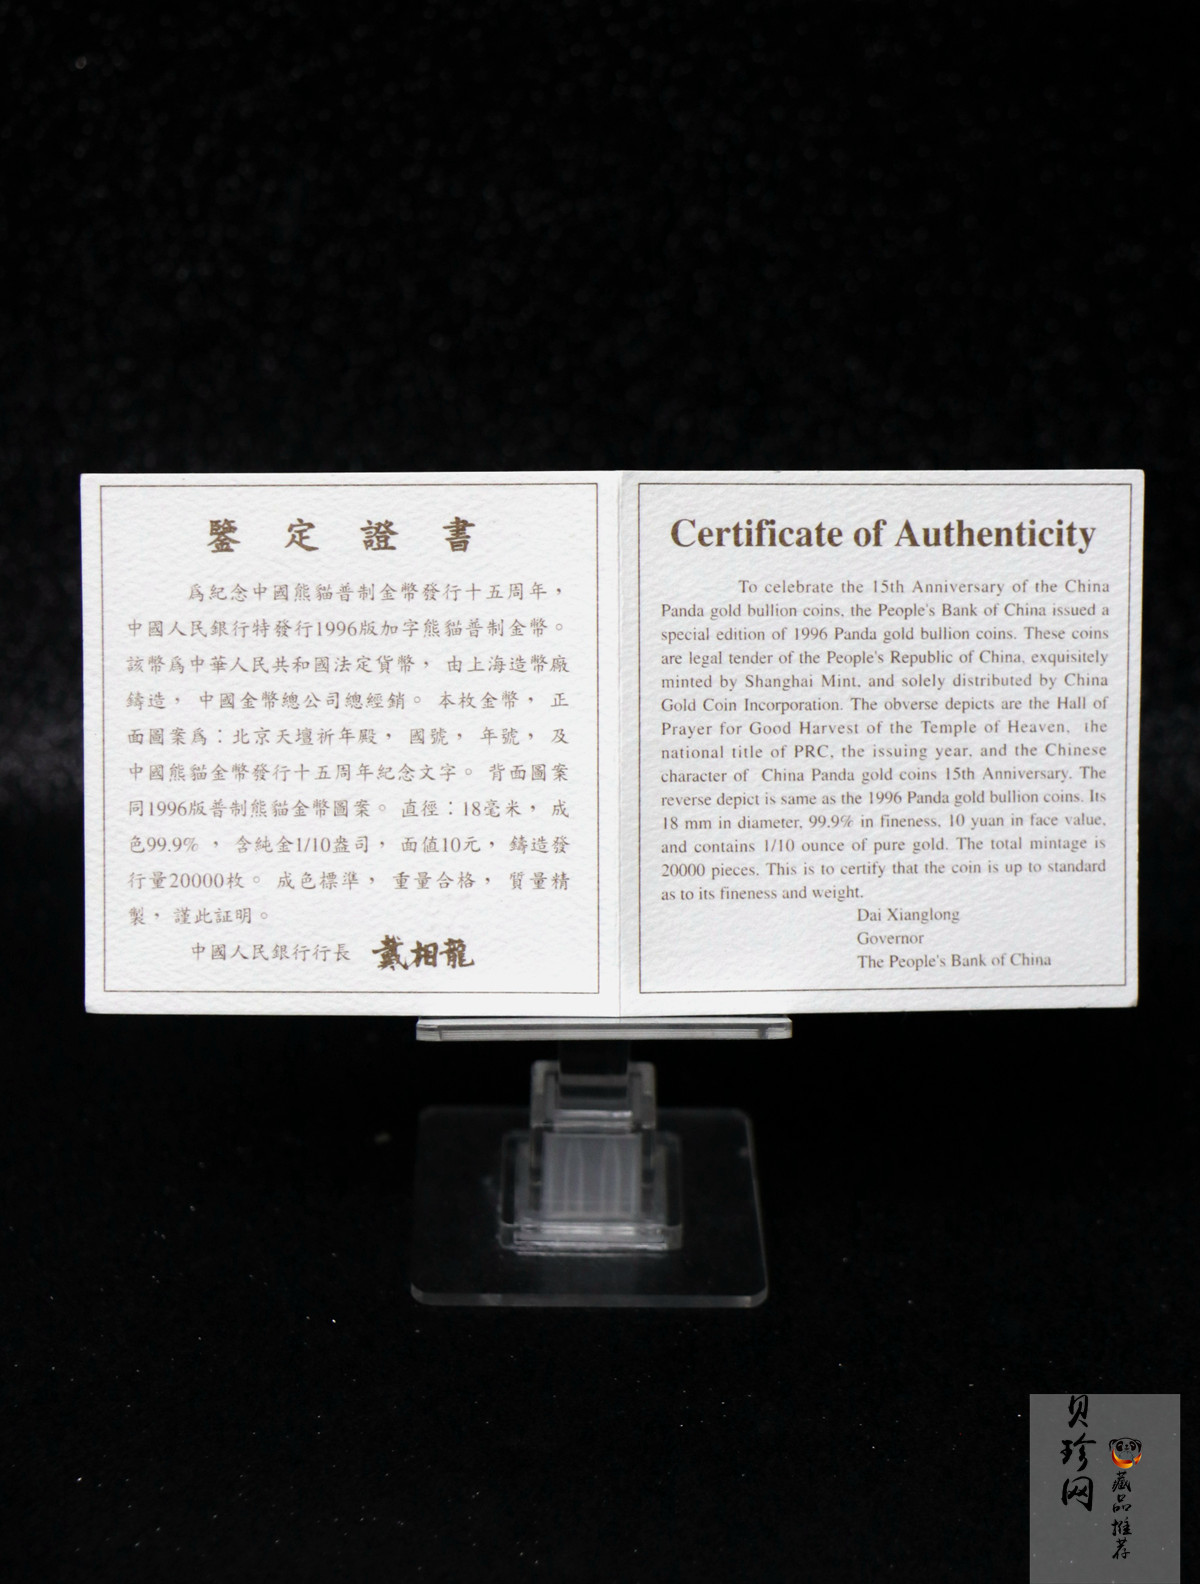 鑒定證書
爲紀念中國熊貓普制金幣發行十五周年，
中國人民銀行特發行1996版加字熊貓普制金幣。
該幣爲中華人民共和國法定貨幣，由上海造幣廠
鑄造，中國金幣總公司總經銷。本枚金幣，正
面圖案爲：北京天壇祈年殿，國號，年號，及
中國熊貓金幣發行十五周年紀念文字。背面圖案
同1996版普制熊貓金幣圖案。直徑：18毫米，成
色99.9%，含純金1/10盎司，面值10元，鑄造發
行量20000枚。成色標準，重量合格，質量精
製，謹此証明。
中國人民銀行行長 戴相龍
Certificate of Authenticity
To celebrate the 15th Anniversary of the China
Panda gold bullion coins, the People's Bank of China issued a
special edition of 1996 Panda gold bullion coins. These coins
are legal tender of the People's Republic of China, exquisitely
minted by Shanghai Mint, and solely distributed by China
Gold Coin Incorporation. The obverse depicts are the Hall of
Prayer for Good Harvest of the Temple of Heaven, the
national title of PRC, the issuing year, and the Chinese
character of China Panda gold coins 15th Anniversary. The
reverse depict is same as the 1996 Panda gold bullion coins. Its
18 mm in diameter, 99.9% in fineness, 10 yuan in face value,
and contains 1/10 ounce of pure gold. The total mintage is
20000 pieces. This is to certify that the coin is up to standard
as to its fineness and weight.
Dai Xianglong
Governor
The People's Bank of China
贝珍网
藏品推荐